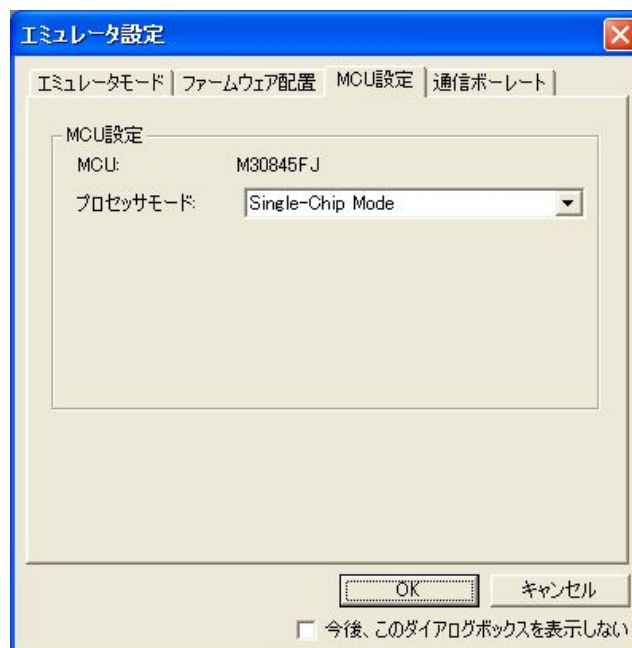 エミュレータ設定
エミュレータモード ファームウェア配置 MCU設定 通信ボーレート
MCU設定
MCU: M30845FJ
プロセッサモード: Single-Chip Mode
OK キャンセル
今後、このダイアログボックスを表示しない